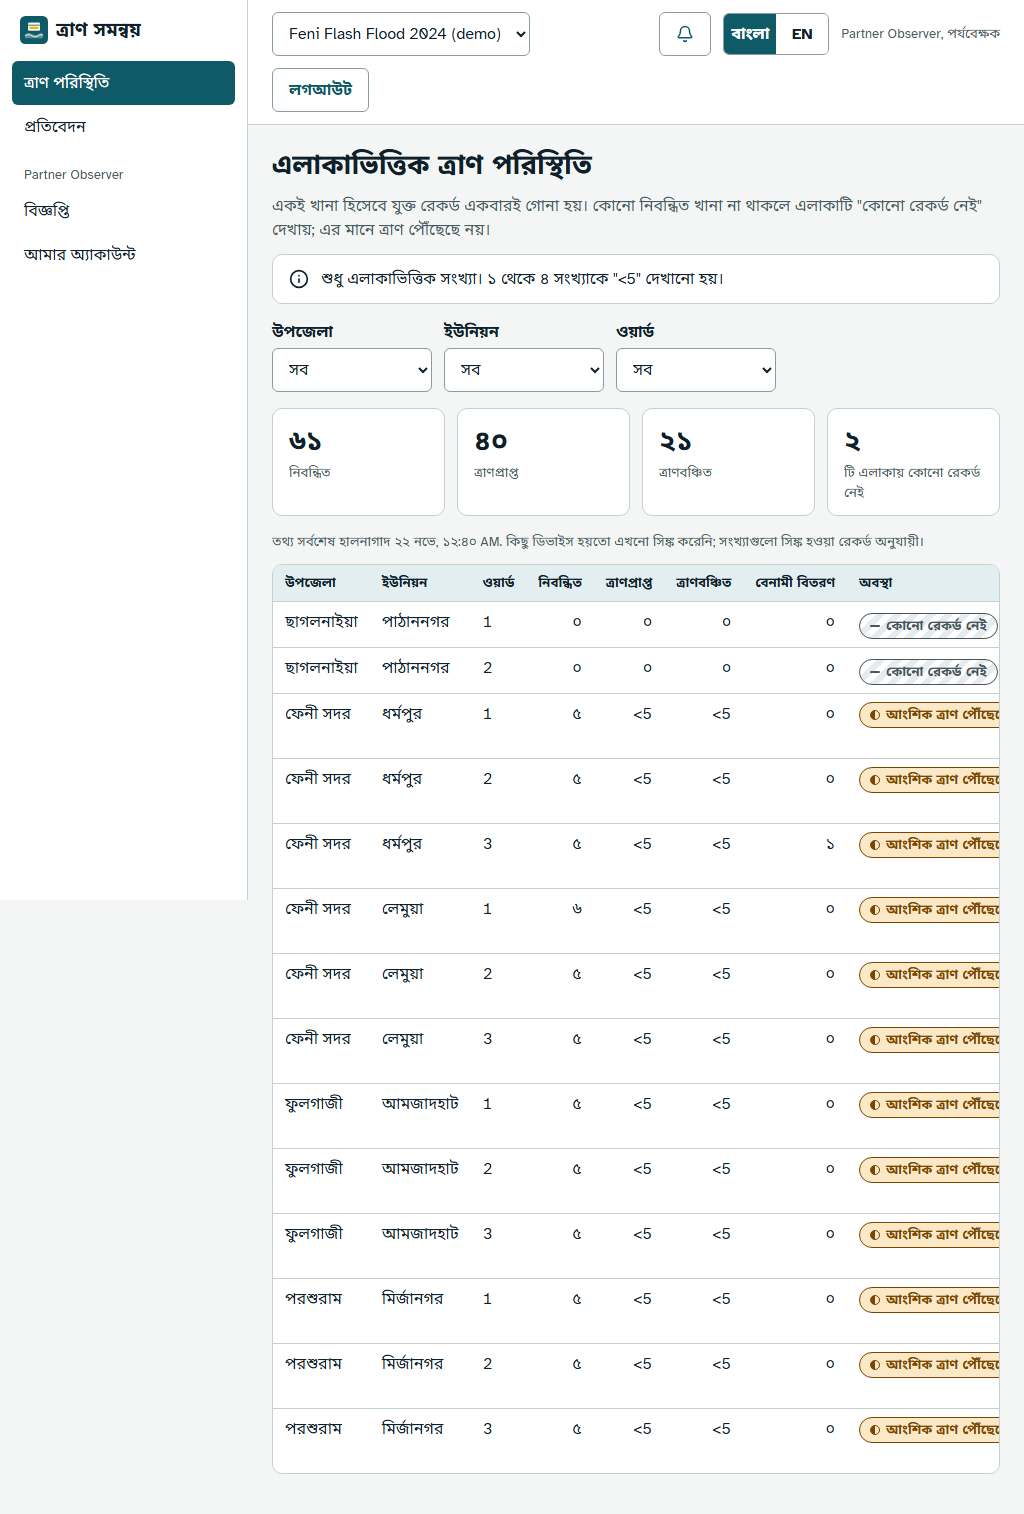 ত্রাণ সমন্বয়
ত্রাণ পরিস্থিতি
প্রতিবেদন
Partner Observer
বিজ্ঞপ্তি
আমার অ্যাকাউন্ট
Feni Flash Flood 2024 (demo)
বাংলা EN Partner Observer, পর্যবেক্ষক
লগআউট
এলাকাভিত্তিক ত্রাণ পরিস্থিতি
একই খানা হিসেবে যুক্ত রেকর্ড একবারই গোনা হয়। কোনো নিবন্ধিত খানা না থাকলে এলাকাটি "কোনো রেকর্ড নেই"
দেখায়; এর মানে ত্রাণ পৌঁছেছে নয়।
শুধু এলাকাভিত্তিক সংখ্যা। ১ থেকে ৪ সংখ্যাকে "<5" দেখানো হয়।
উপজেলা ইউনিয়ন ওয়ার্ড
সব সব সব
৬১ ৪০ ২১ ২
নিবন্ধিত ত্রাণপ্রাপ্ত ত্রাণবঞ্চিত টি এলাকায় কোনো রেকর্ড
নেই
তথ্য সর্বশেষ হালনাগাদ ২২ নভে, ১২:৪০ AM. কিছু ডিভাইস হয়তো এখনো সিঙ্ক করেনি; সংখ্যাগুলো সিঙ্ক হওয়া রেকর্ড অনুযায়ী।
উপজেলা ইউনিয়ন ওয়ার্ড নিবন্ধিত ত্রাণপ্রাপ্ত ত্রাণবঞ্চিত বেনামী বিতরণ অবস্থা
ছাগলনাইয়া পাঠাননগর 1 ০ ০ ০ ০ – কোনো রেকর্ড নেই
ছাগলনাইয়া পাঠাননগর 2 ০ ০ ০ ০ – কোনো রেকর্ড নেই
ফেনী সদর ধর্মপুর 1 ৫ <5 <5 ০ আংশিক ত্রাণ পৌঁছেছে
ফেনী সদর ধর্মপুর 2 ৫ <5 <5 ০ আংশিক ত্রাণ পৌঁছেছে
ফেনী সদর ধর্মপুর 3 ৫ <5 <5 ১ আংশিক ত্রাণ পৌঁছেছে
ফেনী সদর লেমুয়া 1 ৬ <5 <5 ০ আংশিক ত্রাণ পৌঁছেছে
ফেনী সদর লেমুয়া 2 ৫ <5 <5 ০ আংশিক ত্রাণ পৌঁছেছে
ফেনী সদর লেমুয়া 3 ৫ <5 <5 ০ আংশিক ত্রাণ পৌঁছেছে
ফুলগাজী আমজাদহাট 1 ৫ <5 <5 ০ আংশিক ত্রাণ পৌঁছেছে
ফুলগাজী আমজাদহাট 2 ৫ <5 <5 ০ আংশিক ত্রাণ পৌঁছেছে
ফুলগাজী আমজাদহাট 3 ৫ <5 <5 ০ আংশিক ত্রাণ পৌঁছেছে
পরশুরাম মির্জানগর 1 ৫ <5 <5 ০ আংশিক ত্রাণ পৌঁছেছে
পরশুরাম মির্জানগর 2 ৫ <5 <5 ০ আংশিক ত্রাণ পৌঁছেছে
পরশুরাম মির্জানগর 3 ৫ <5 <5 ০ আংশিক ত্রাণ পৌঁছেছে